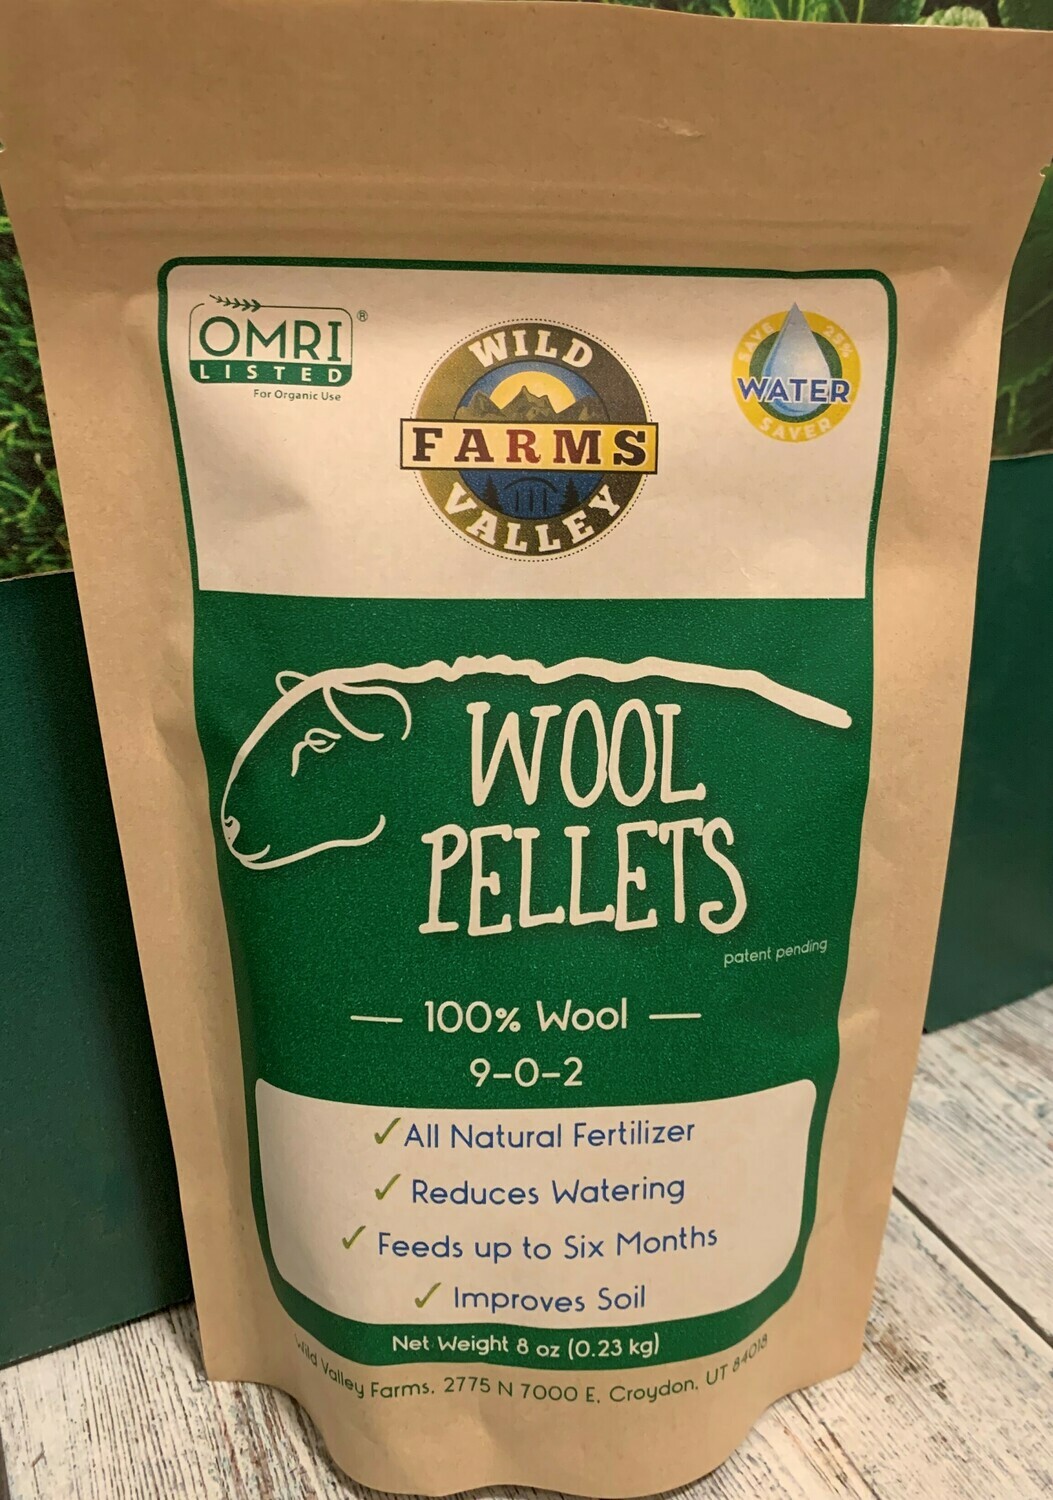 OMRI ®
LISTED
For Organic Use
WILD
FARMS
VALLEY
SAVE 25%
WATER
SAVER
WOOL
PELLETS
patent pending
100% Wool
9-0-2
✓ All Natural Fertilizer
✓ Reduces Watering
✓ Feeds up to Six Months
✓ Improves Soil
Net Weight 8 oz (0.23 kg)
Wild Valley Farms, 2775 N 7000 E, Croydon, UT 84018